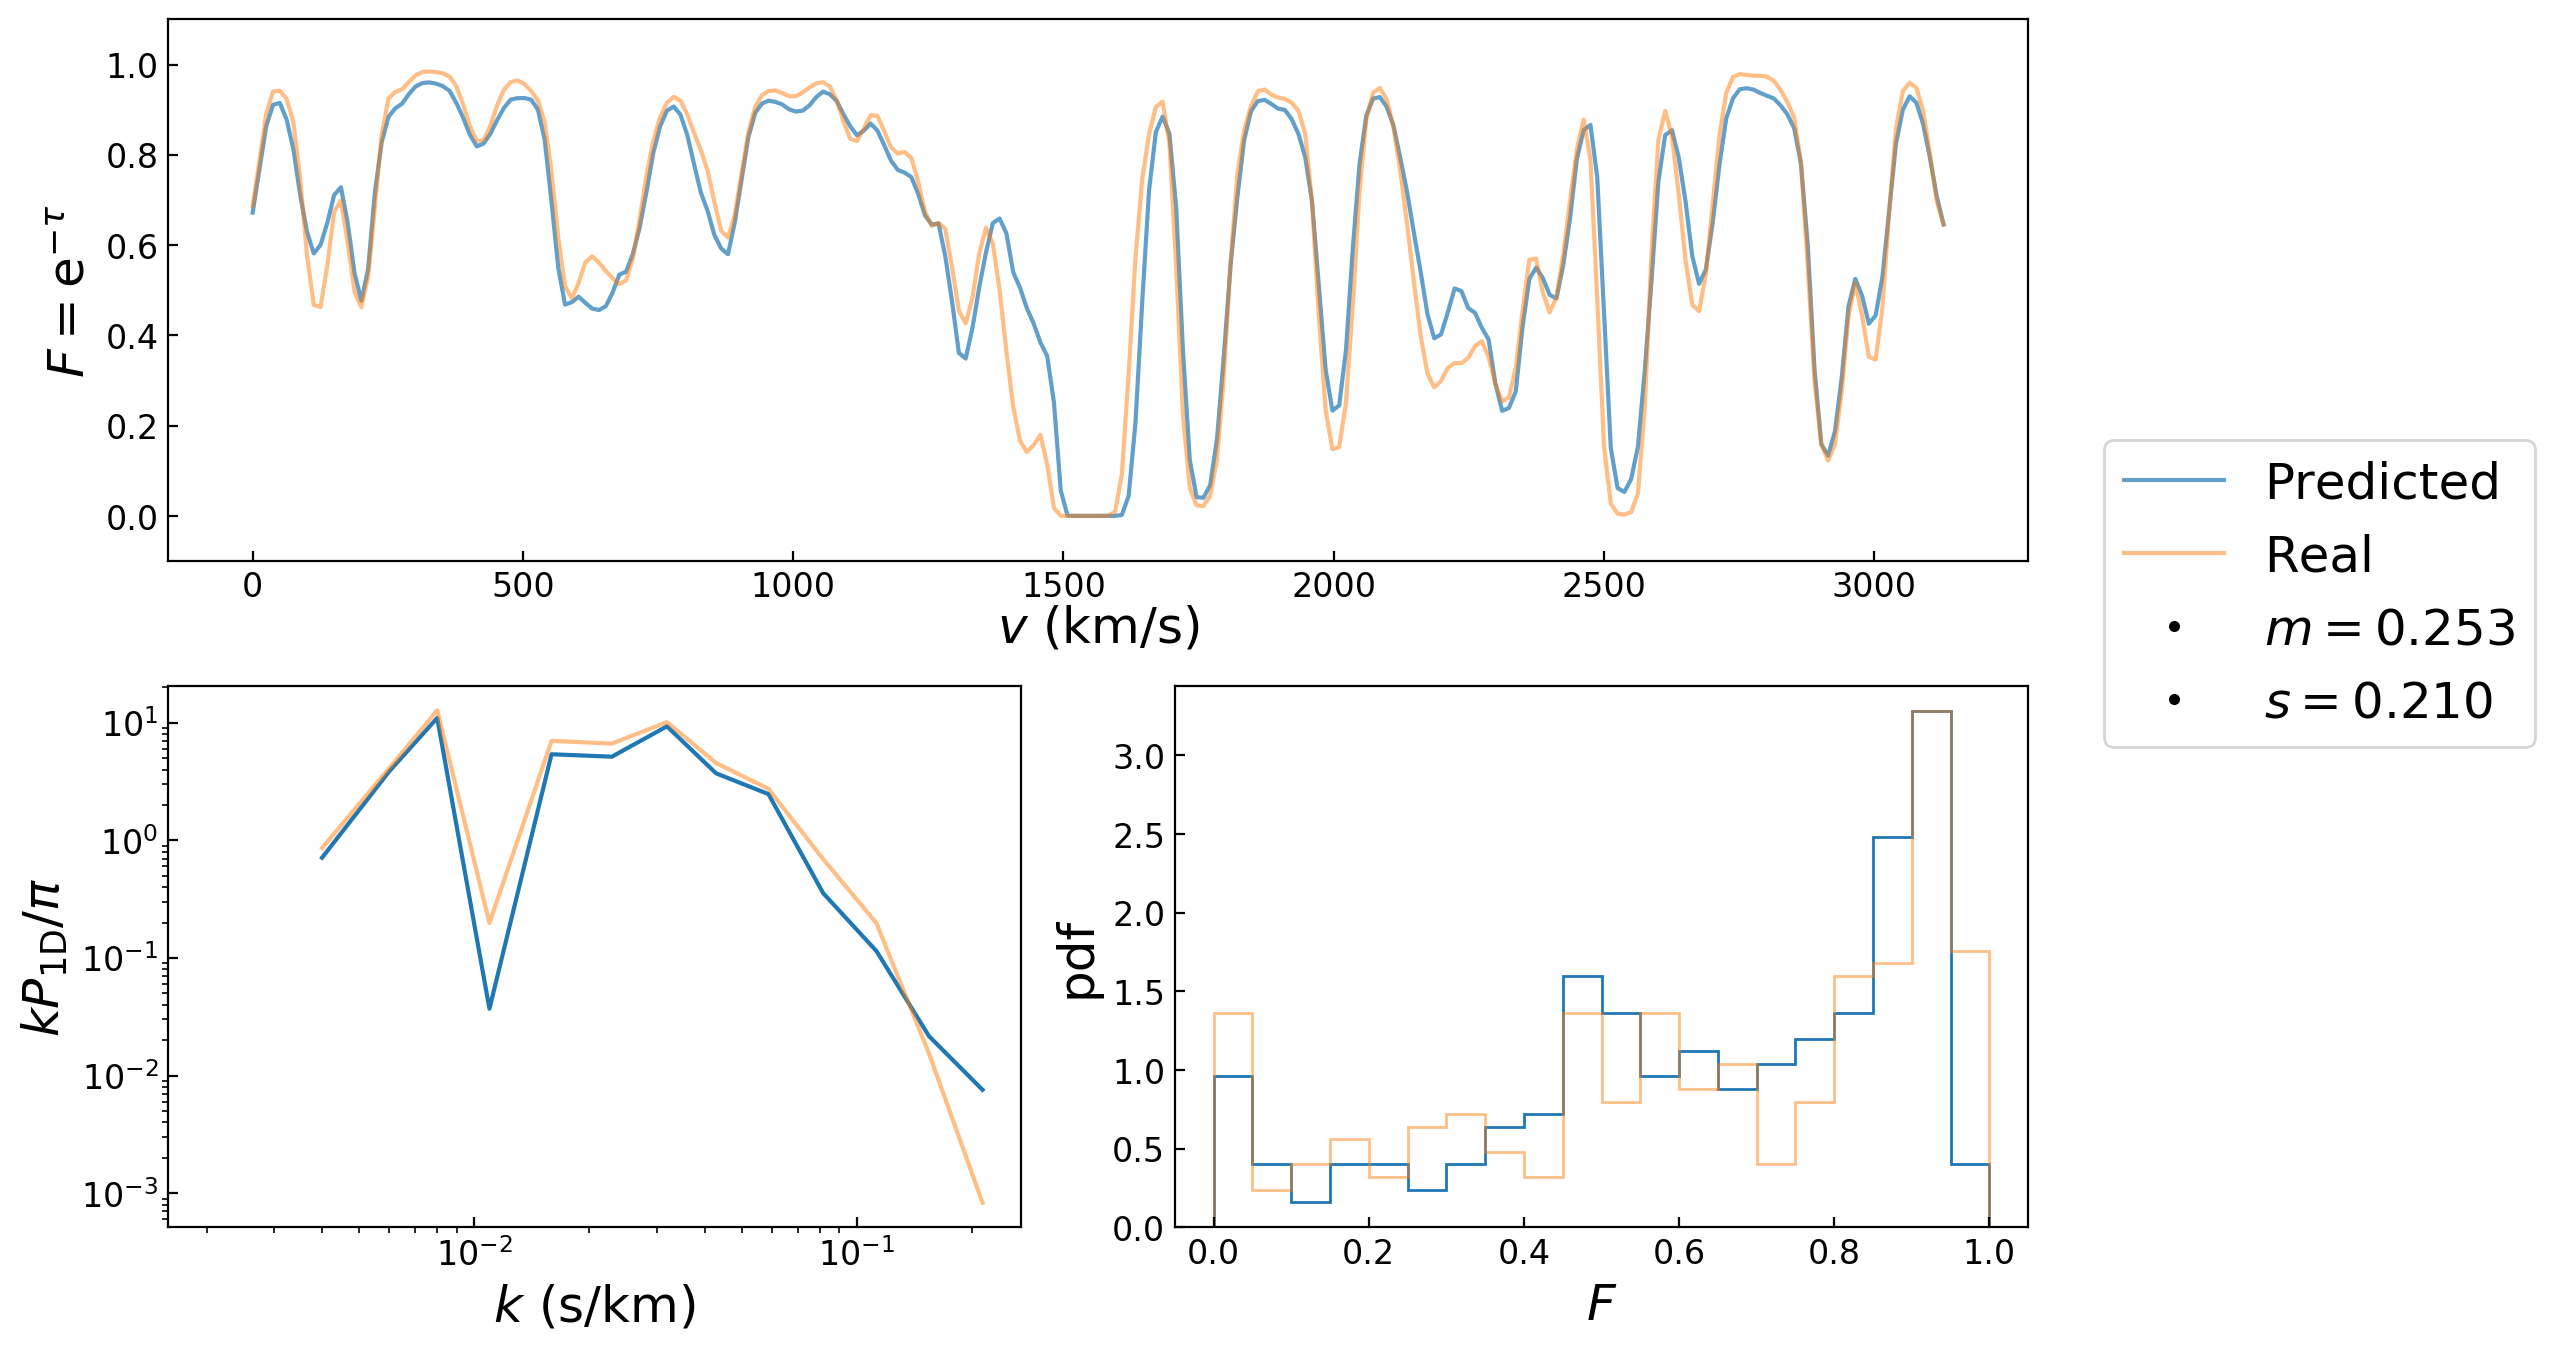 F = e^{−τ}
1.0
0.8
0.6
0.4
0.2
0.0
0 500 1000 1500 2000 2500 3000
v (km/s)
Predicted
Real
m = 0.253
s = 0.210
kP_{1D}/π
10^1
10^0
10^{−1}
10^{−2}
10^{−3}
10^{−2} 10^{−1}
k (s/km)
pdf
3.0
2.5
2.0
1.5
1.0
0.5
0.0
0.0 0.2 0.4 0.6 0.8 1.0
F